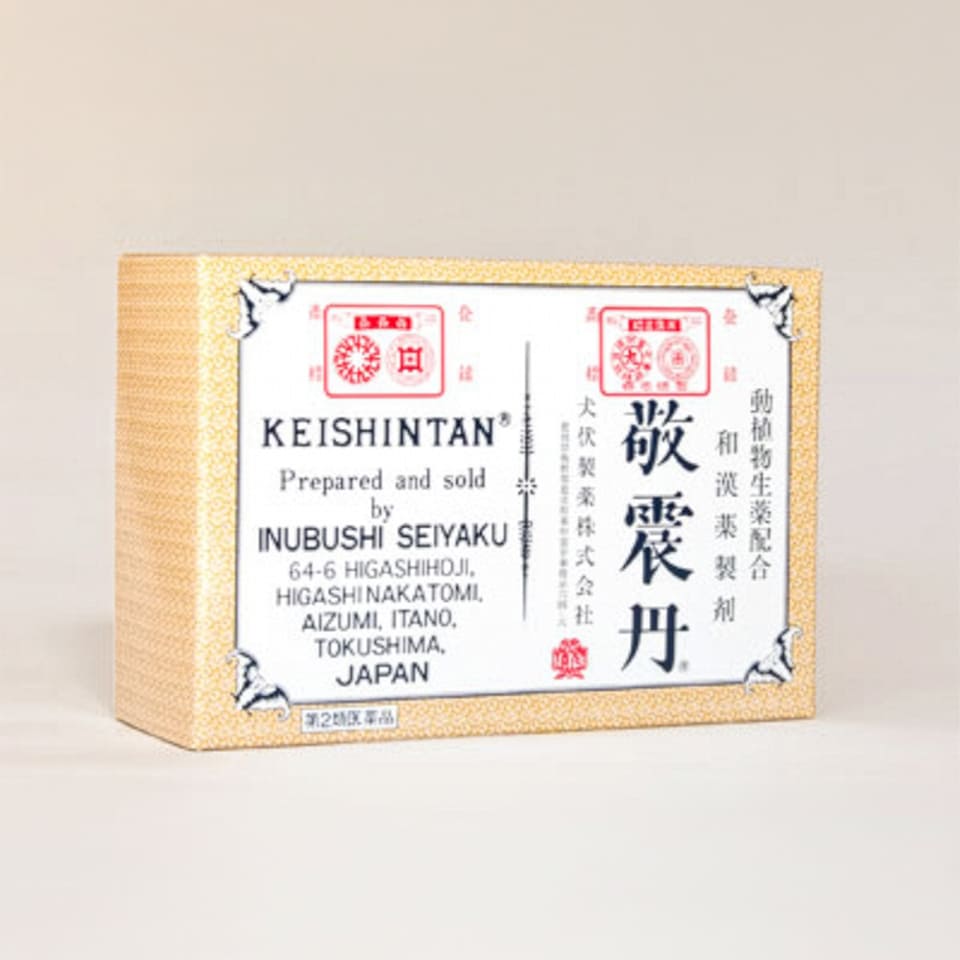 KEISHINTAN®
Prepared and sold
by
INUBUSHI SEIYAKU
64-6 HIGASHIHOJI,
HIGASHINAKATOMI,
AIZUMI, ITANO,
TOKUSHIMA,
JAPAN
第2類医薬品
動植物生薬配合
和漢薬製剤
敬震丹®
犬伏製薬株式会社